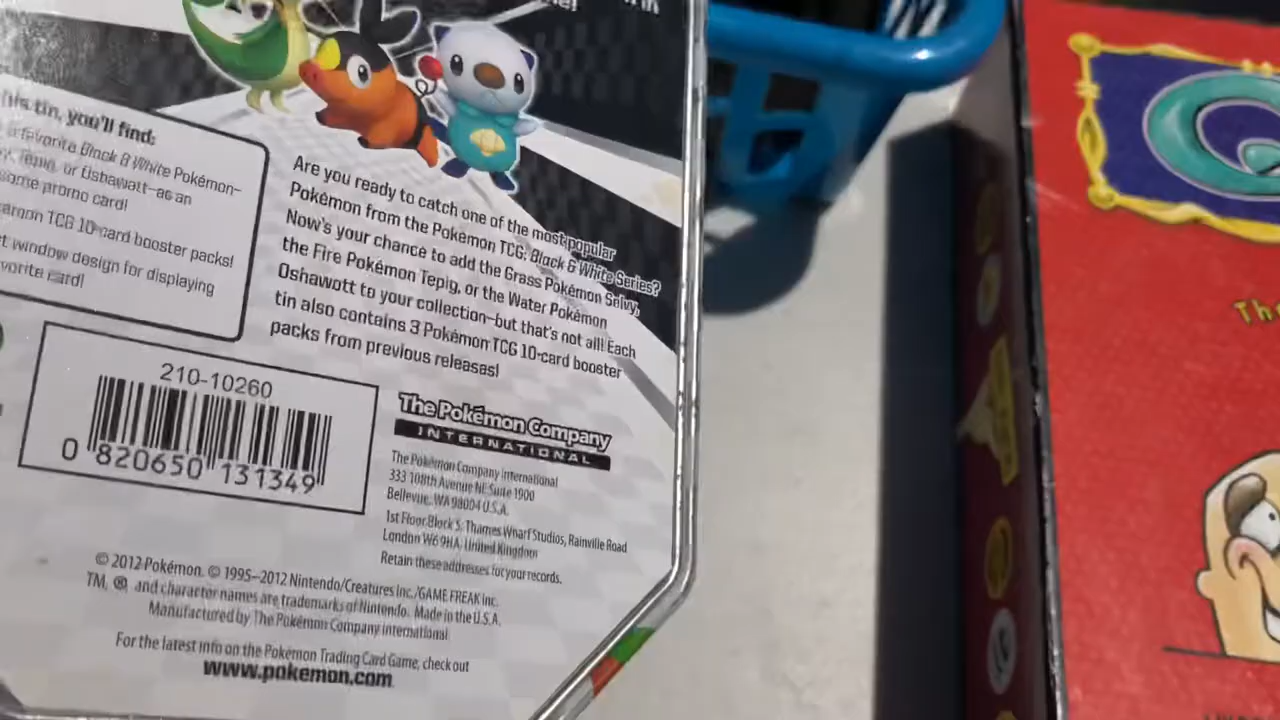 his tin, you'll find:
a favorite Black & White Pokémon–
Tepig, or Oshawott–as an
some promo card!
TCG 10-card booster packs!
window design for displaying
card!
Are you ready to catch one of the most popular
Pokémon from the Pokémon TCG: Black & White Series?
Now's your chance to add the Grass Pokémon Snivy,
the Fire Pokémon Tepig, or the Water Pokémon
Oshawott to your collection–but that's not all! Each
tin also contains 3 Pokémon TCG 10-card booster
packs from previous releases!
210-10260
0 820650 131349
The Pokémon Company
INTERNATIONAL
The Pokémon Company International
333 108th Avenue NE Suite 1900
Bellevue, WA 98004 U.S.A.
1st Floor Block 5, Thames Wharf Studios, Rainville Road
London W6 9HA, United Kingdom
Retain these addresses for your records.
© 2012 Pokémon. © 1995–2012 Nintendo/Creatures Inc./GAME FREAK inc.
TM, ®, and character names are trademarks of Nintendo. Made in the U.S.A.
Manufactured by The Pokémon Company International
For the latest info on the Pokémon Trading Card Game, check out
www.pokemon.com
Th